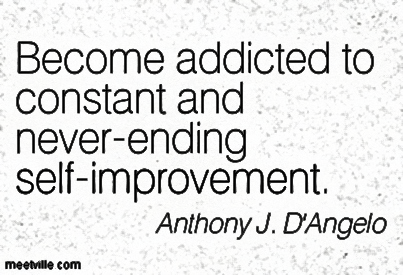 Become addicted to
constant and
never-ending
self-improvement.
Anthony J. D'Angelo
meetville.com